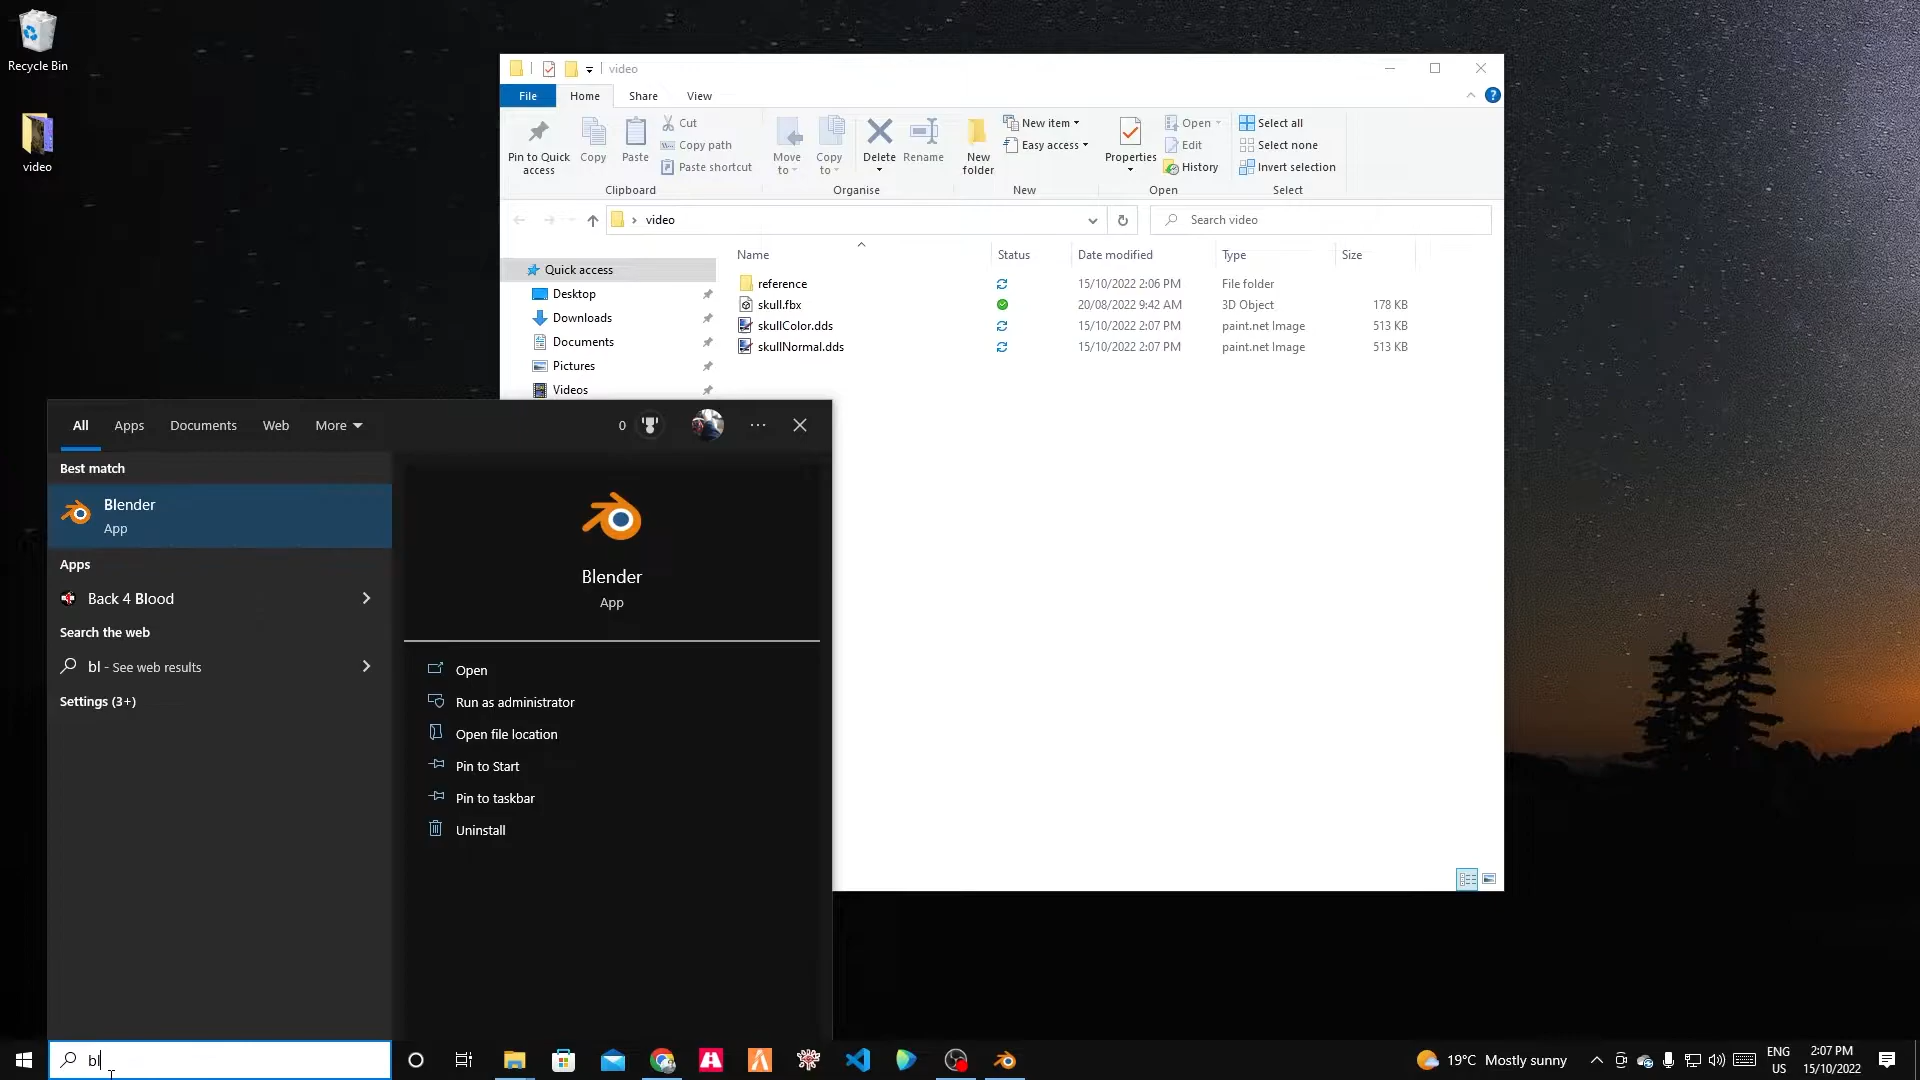 Recycle Bin
video
video
File Home Share View
Pin to Quick access
Copy
Paste
Cut
Copy path
Paste shortcut
Clipboard
Move to
Copy to
Delete
Rename
Organise
New folder
New item
Easy access
New
Properties
Open
Edit
History
Open
Select all
Select none
Invert selection
Select
video
Search video
Name Status Date modified Type Size
Quick access
Desktop
Downloads
Documents
Pictures
Videos
reference 15/10/2022 2:06 PM File folder
skull.fbx 20/08/2022 9:42 AM 3D Object 178 KB
skullColor.dds 15/10/2022 2:07 PM paint.net Image 513 KB
skullNormal.dds 15/10/2022 2:07 PM paint.net Image 513 KB
All Apps Documents Web More 0
Best match
Blender
App
Apps
Back 4 Blood
Search the web
bl - See web results
Settings (3+)
Blender
App
Open
Run as administrator
Open file location
Pin to Start
Pin to taskbar
Uninstall
bl
19°C Mostly sunny
ENG
US
2:07 PM
15/10/2022